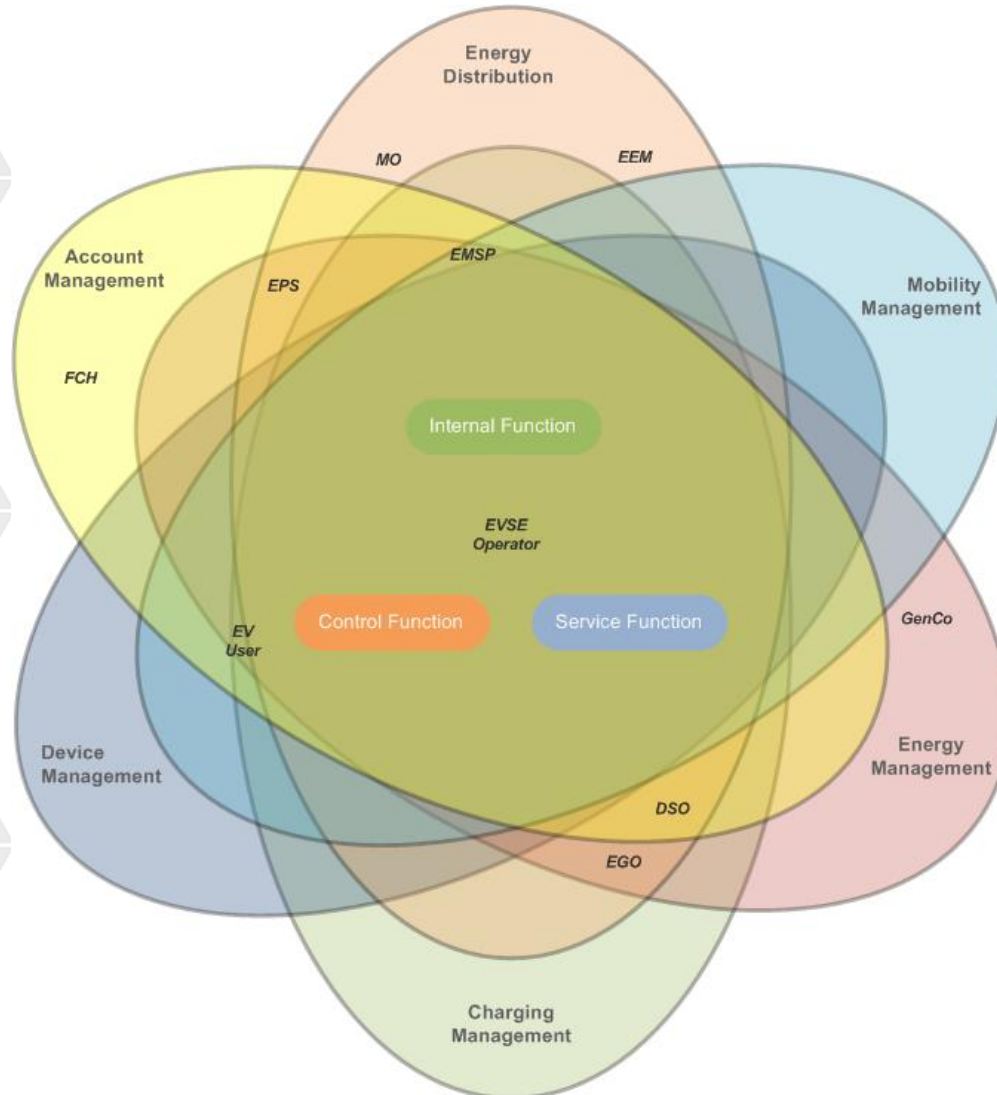 Energy
Distribution
MO
EEM
Account
Management
EMSP
EPS
Mobility
Management
FCH
Internal Function
EVSE
Operator
Control Function
Service Function
EV
User
GenCo
Device
Management
Energy
Management
DSO
EGO
Charging
Management